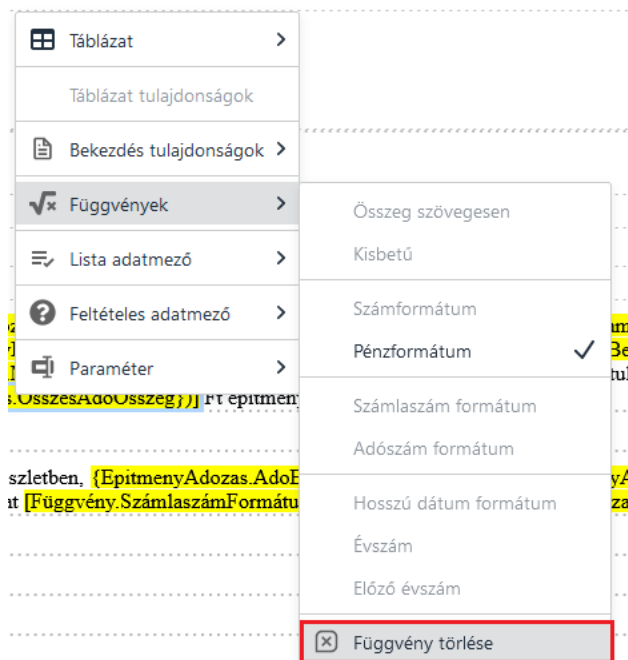 Táblázat
Táblázat tulajdonságok
Bekezdés tulajdonságok
Függvények
Lista adatmező
Feltételes adatmező
Paraméter
Összeg szövegesen
Kisbetű
Számformátum
Pénzformátum
Számlaszám formátum
Adószám formátum
Hosszú dátum formátum
Évszám
Előző évszám
Függvény törlése
s.OsszesAdoOsszeg})] Ft építmény
szletben, {EpitmenyAdozas.AdoE
at [Függvény.SzámlaszámFormátu